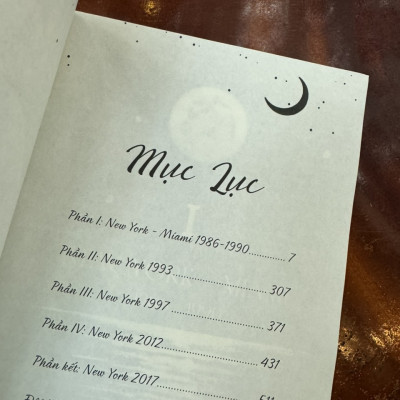 Mục Lục
Phần I: New York - Miami 1986-1990............ 7
Phần II: New York 1993.............................. 307
Phần III: New York 1997 ............................ 371
Phần IV: New York 2012............................. 431
Phần kết: New York 2017............................